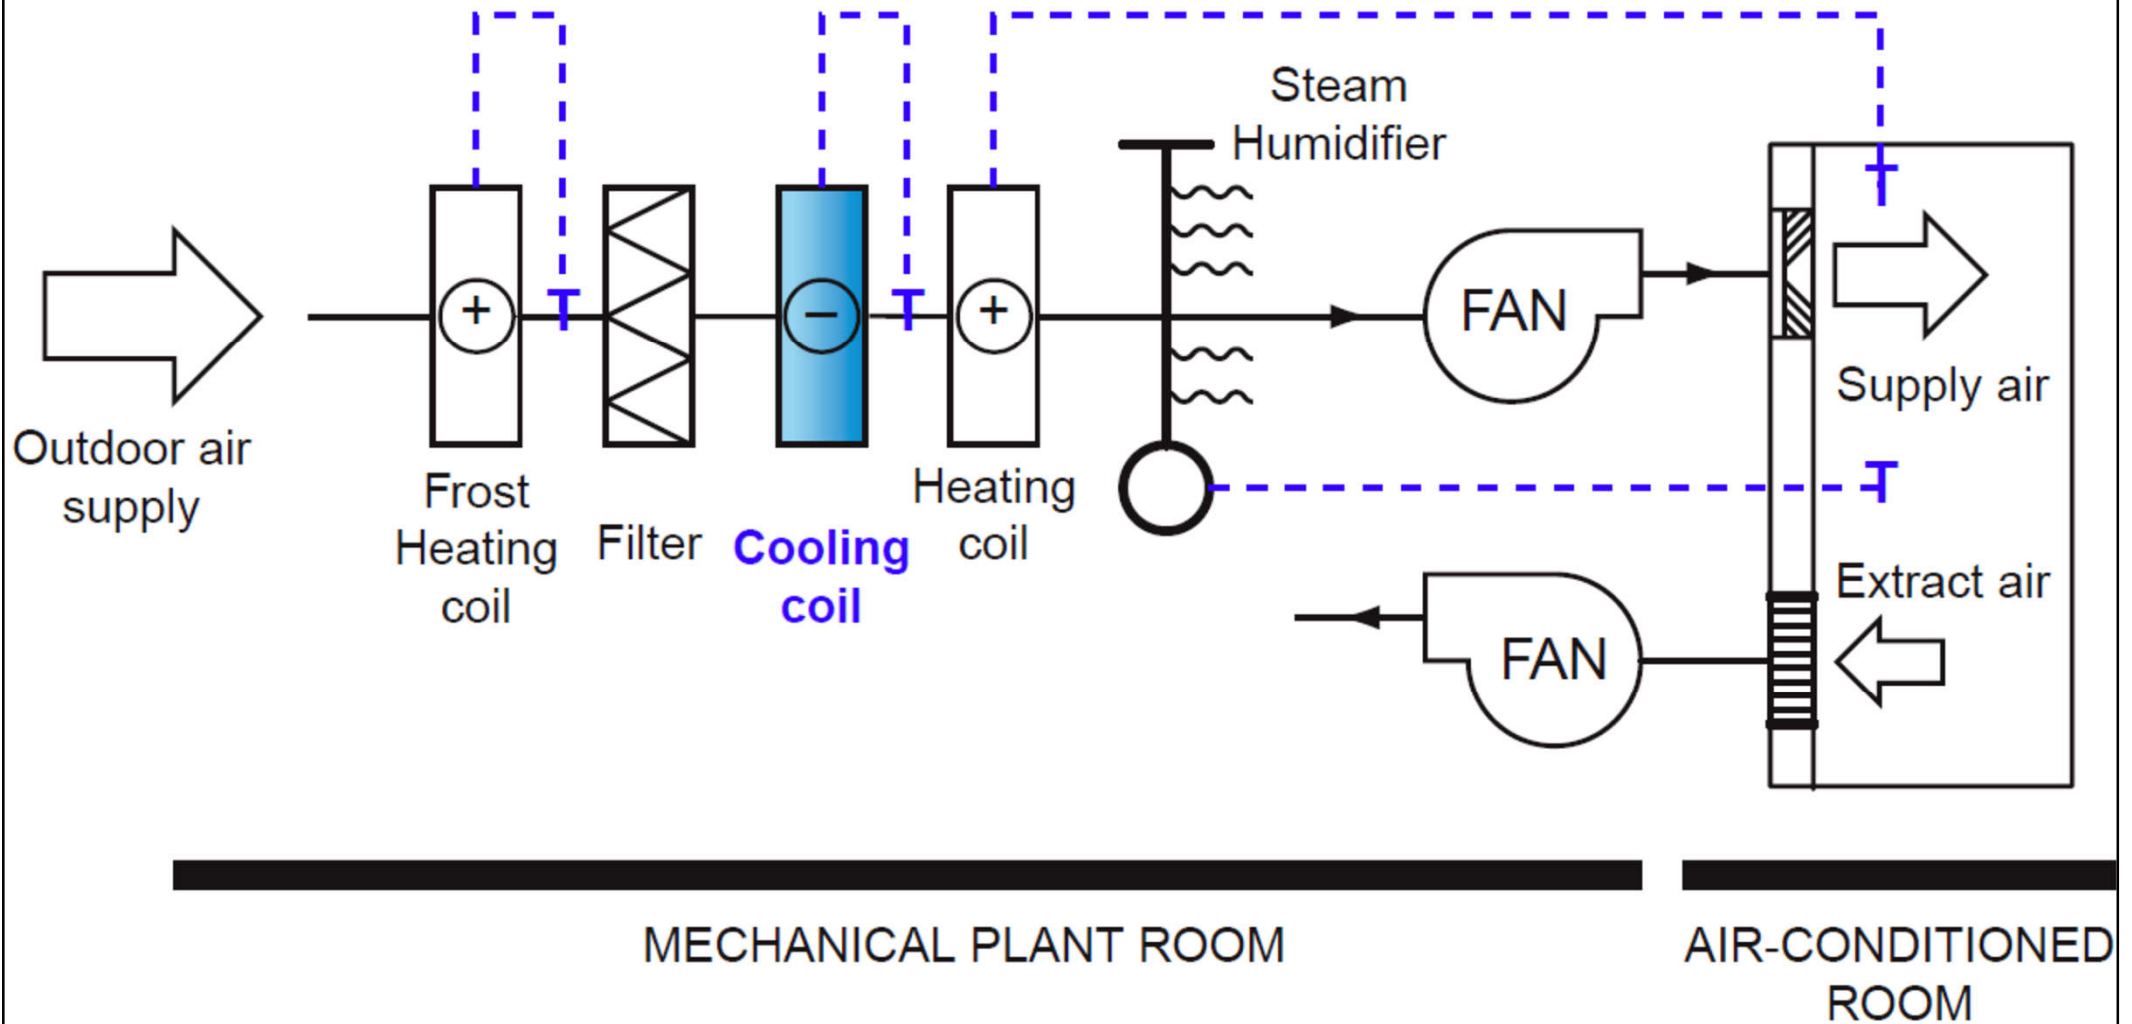 Steam
Humidifier
+
T
−
T
+
T
FAN
Outdoor air
supply
Frost
Heating
coil
Filter
Cooling
coil
Heating
coil
Supply air
T
Extract air
FAN
MECHANICAL PLANT ROOM
AIR-CONDITIONED
ROOM